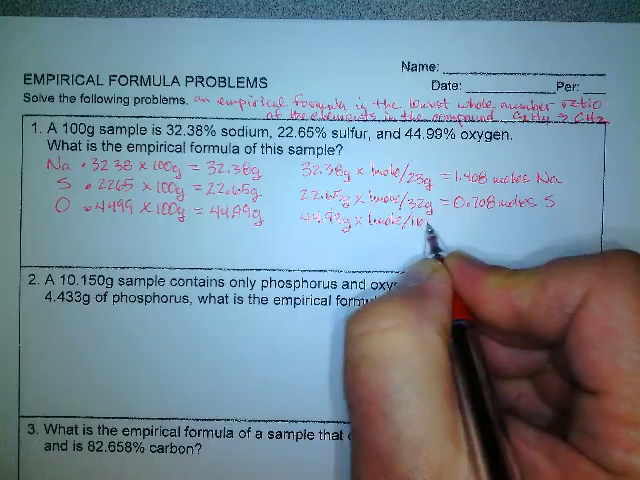 Name: ____________
EMPIRICAL FORMULA PROBLEMS
Date: ____________ Per: ____
Solve the following problems. an empirical formula is the lowest whole number ratio
of the elements in the compound. C2H4 → CH2
1. A 100g sample is 32.38% sodium, 22.65% sulfur, and 44.99% oxygen.
What is the empirical formula of this sample?
Na .3238 x 100g = 32.38g 32.38g x 1mole/23g = 1.408 moles Na
S .2265 x 100g = 22.65g 22.65g x 1mole/32g = 0.708 moles S
O .4499 x 100g = 44.99g 44.99g x 1mole/16
2. A 10.150g sample contains only phosphorus and oxy
4.433g of phosphorus, what is the empirical formu
3. What is the empirical formula of a sample that
and is 82.658% carbon?